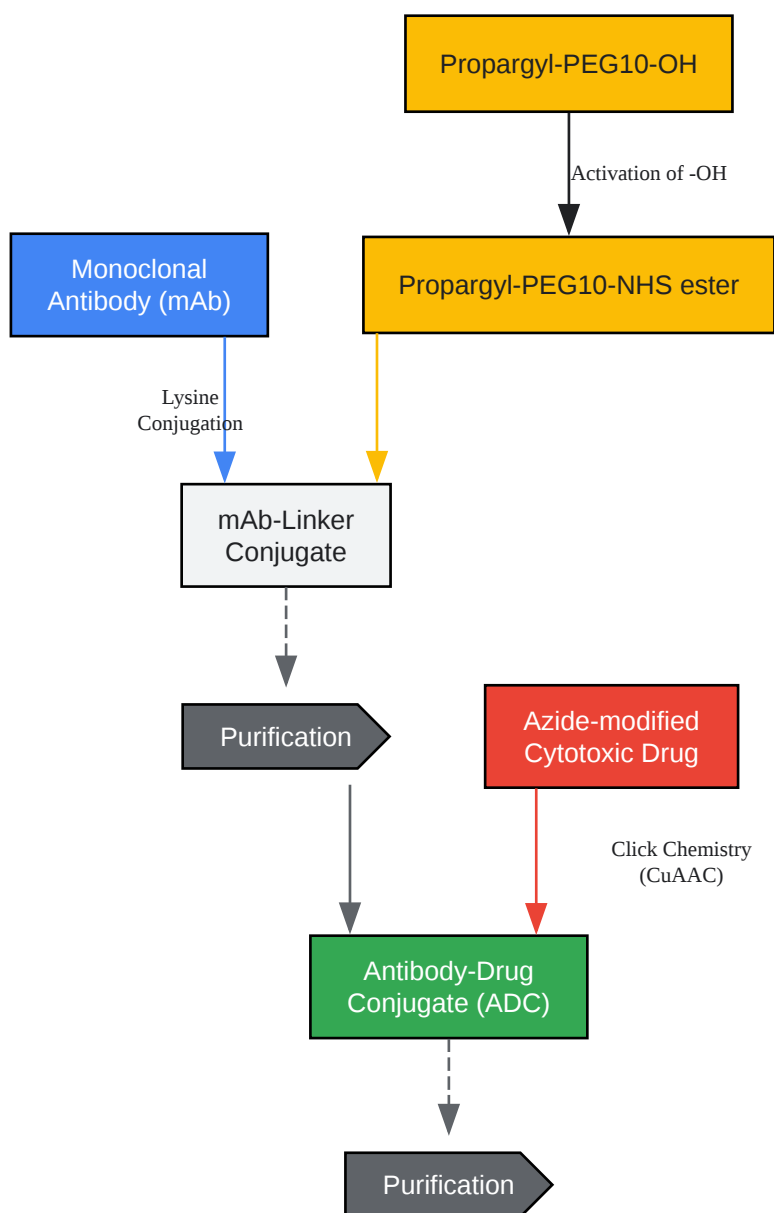 Propargyl-PEG10-OH
Activation of -OH
Monoclonal
Antibody (mAb)
Propargyl-PEG10-NHS ester
Lysine
Conjugation
mAb-Linker
Conjugate
Purification
Azide-modified
Cytotoxic Drug
Click Chemistry
(CuAAC)
Antibody-Drug
Conjugate (ADC)
Purification